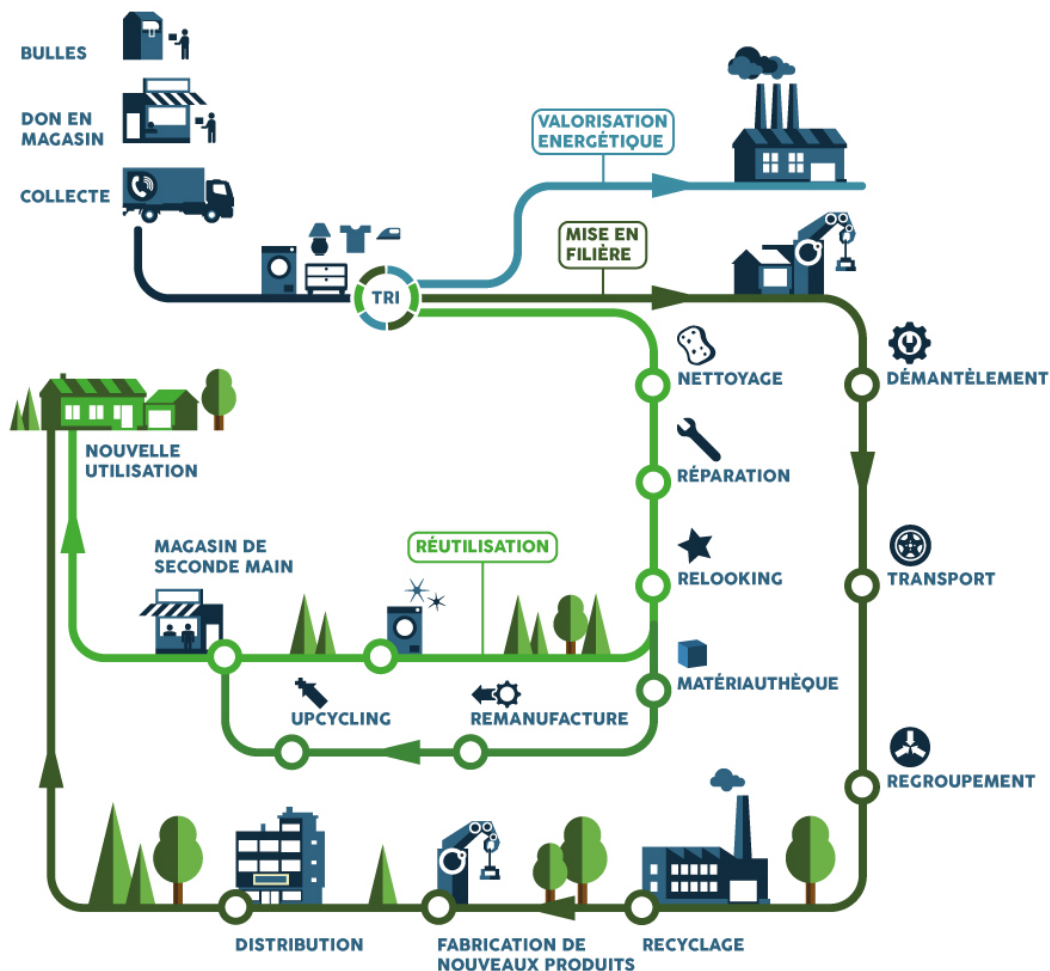 BULLES
DON EN
MAGASIN
COLLECTE
VALORISATION
ENERGÉTIQUE
MISE EN
FILIÈRE
TRI
NETTOYAGE
DÉMANTÈLEMENT
NOUVELLE
UTILISATION
RÉPARATION
MAGASIN DE
SECONDE MAIN
RÉUTILISATION
RELOOKING
TRANSPORT
MATÉRIAUTHÈQUE
UPCYCLING
REMANUFACTURE
REGROUPEMENT
DISTRIBUTION
FABRICATION DE
NOUVEAUX PRODUITS
RECYCLAGE